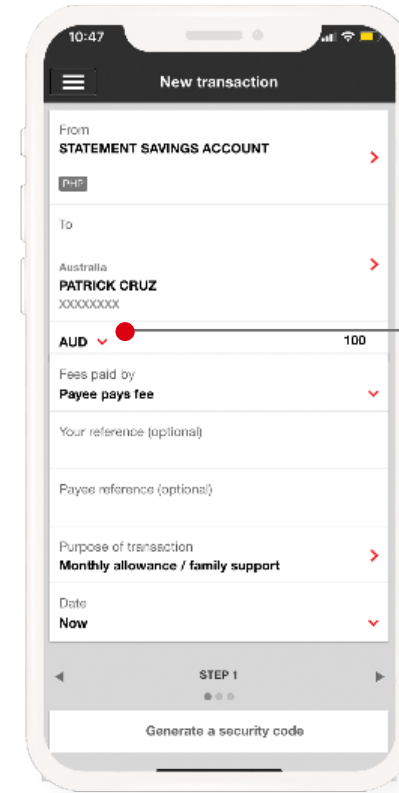 10:47
New transaction
From
STATEMENT SAVINGS ACCOUNT
PHP
To
Australia
PATRICK CRUZ
XXXXXXXX
AUD 100
Fees paid by
Payee pays fee
Your reference (optional)
Payee reference (optional)
Purpose of transaction
Monthly allowance / family support
Date
Now
STEP 1
Generate a security code